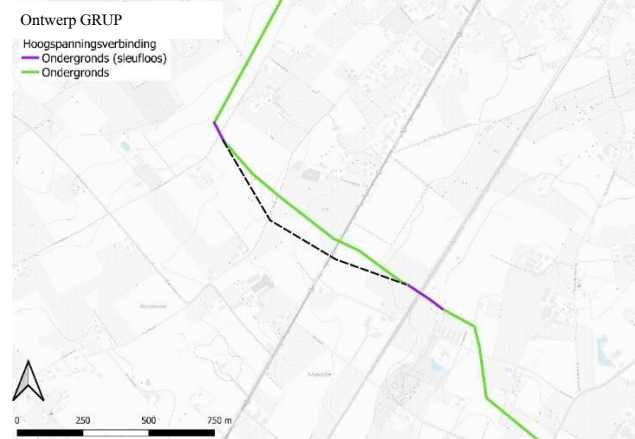 Ontwerp GRUP
Hoogspanningsverbinding
Ondergronds (sleufloos)
Ondergronds
0 250 500 750 m